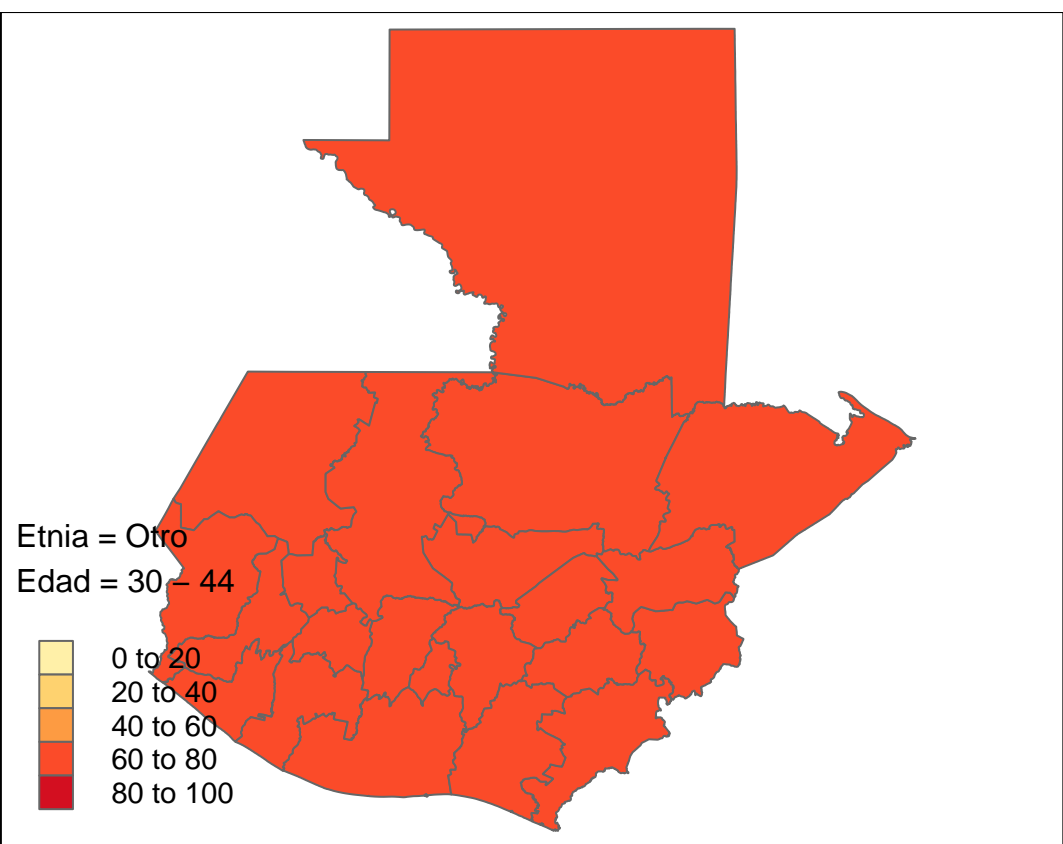 Etnia = Otro
Edad = 30 – 44
0 to 20
20 to 40
40 to 60
60 to 80
80 to 100